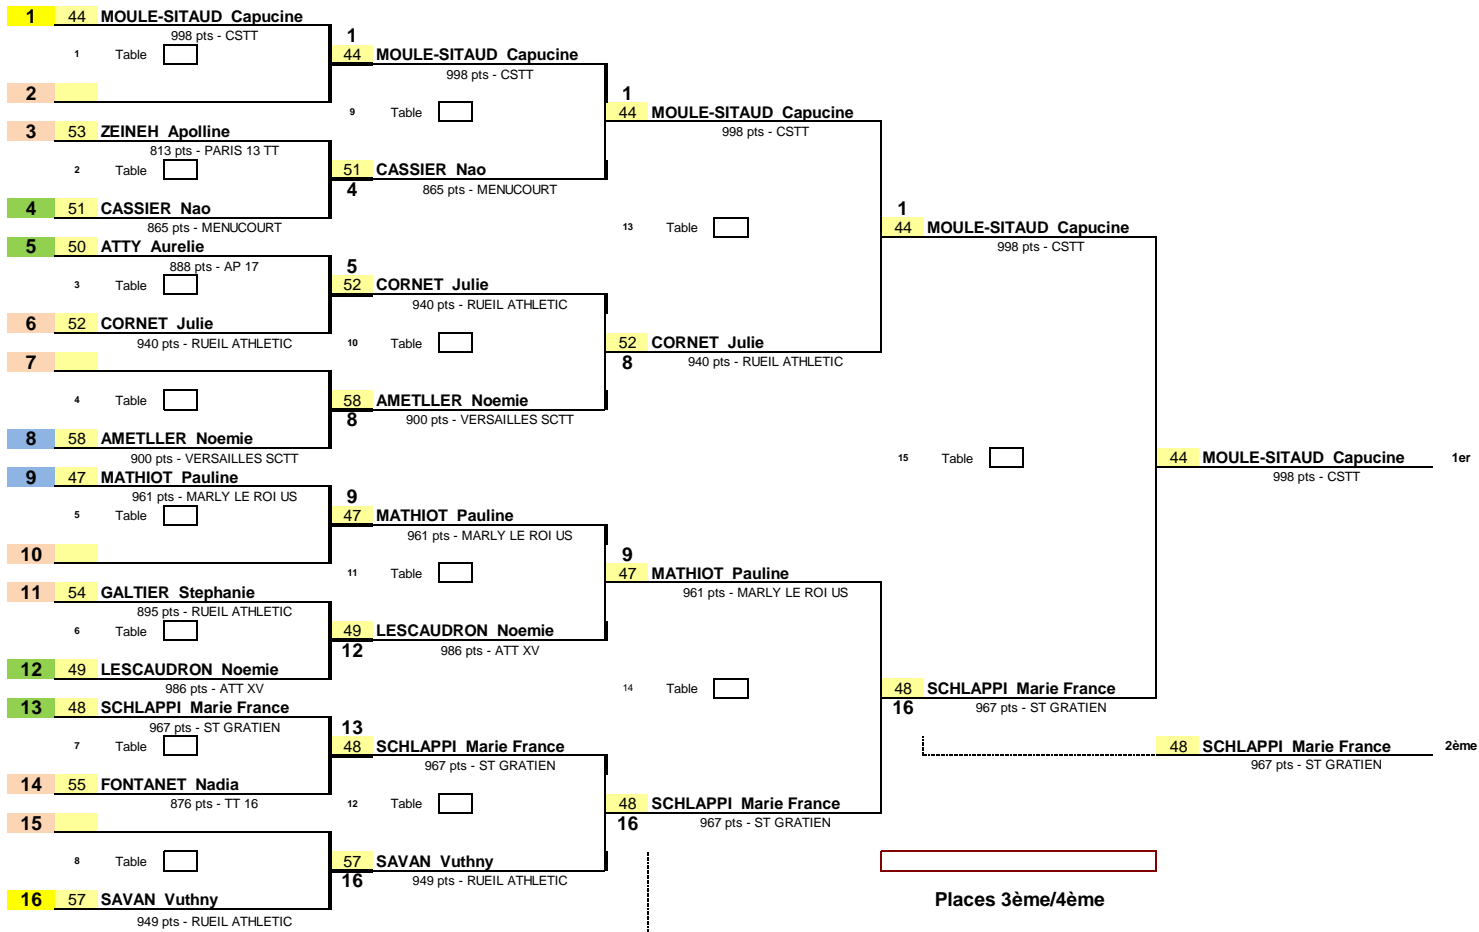 1 44 MOULE-SITAUD Capucine
998 pts - CSTT
1 Table
2
3 53 ZEINEH Apolline
813 pts - PARIS 13 TT
2 Table
4 51 CASSIER Nao
865 pts - MENUCOURT
5 50 ATTY Aurelie
888 pts - AP 17
3 Table
6 52 CORNET Julie
940 pts - RUEIL ATHLETIC
7
4 Table
8 58 AMETLLER Noemie
900 pts - VERSAILLES SCTT
9 47 MATHIOT Pauline
961 pts - MARLY LE ROI US
5 Table
10
11 54 GALTIER Stephanie
895 pts - RUEIL ATHLETIC
6 Table
12 49 LESCAUDRON Noemie
986 pts - ATT XV
13 48 SCHLAPPI Marie France
967 pts - ST GRATIEN
7 Table
14 55 FONTANET Nadia
876 pts - TT 16
15
8 Table
16 57 SAVAN Vuthny
949 pts - RUEIL ATHLETIC
1
44 MOULE-SITAUD Capucine
998 pts - CSTT
9 Table
51 CASSIER Nao
4 865 pts - MENUCOURT
5
52 CORNET Julie
940 pts - RUEIL ATHLETIC
10 Table
58 AMETLLER Noemie
8 900 pts - VERSAILLES SCTT
9
47 MATHIOT Pauline
961 pts - MARLY LE ROI US
11 Table
49 LESCAUDRON Noemie
12 986 pts - ATT XV
13
48 SCHLAPPI Marie France
967 pts - ST GRATIEN
12 Table
57 SAVAN Vuthny
16 949 pts - RUEIL ATHLETIC
1
44 MOULE-SITAUD Capucine
998 pts - CSTT
13 Table
52 CORNET Julie
8 940 pts - RUEIL ATHLETIC
9
47 MATHIOT Pauline
961 pts - MARLY LE ROI US
14 Table
48 SCHLAPPI Marie France
16 967 pts - ST GRATIEN
1
44 MOULE-SITAUD Capucine
998 pts - CSTT
15 Table
48 SCHLAPPI Marie France
16 967 pts - ST GRATIEN
44 MOULE-SITAUD Capucine 1er
998 pts - CSTT
48 SCHLAPPI Marie France 2ème
967 pts - ST GRATIEN
Places 3ème/4ème